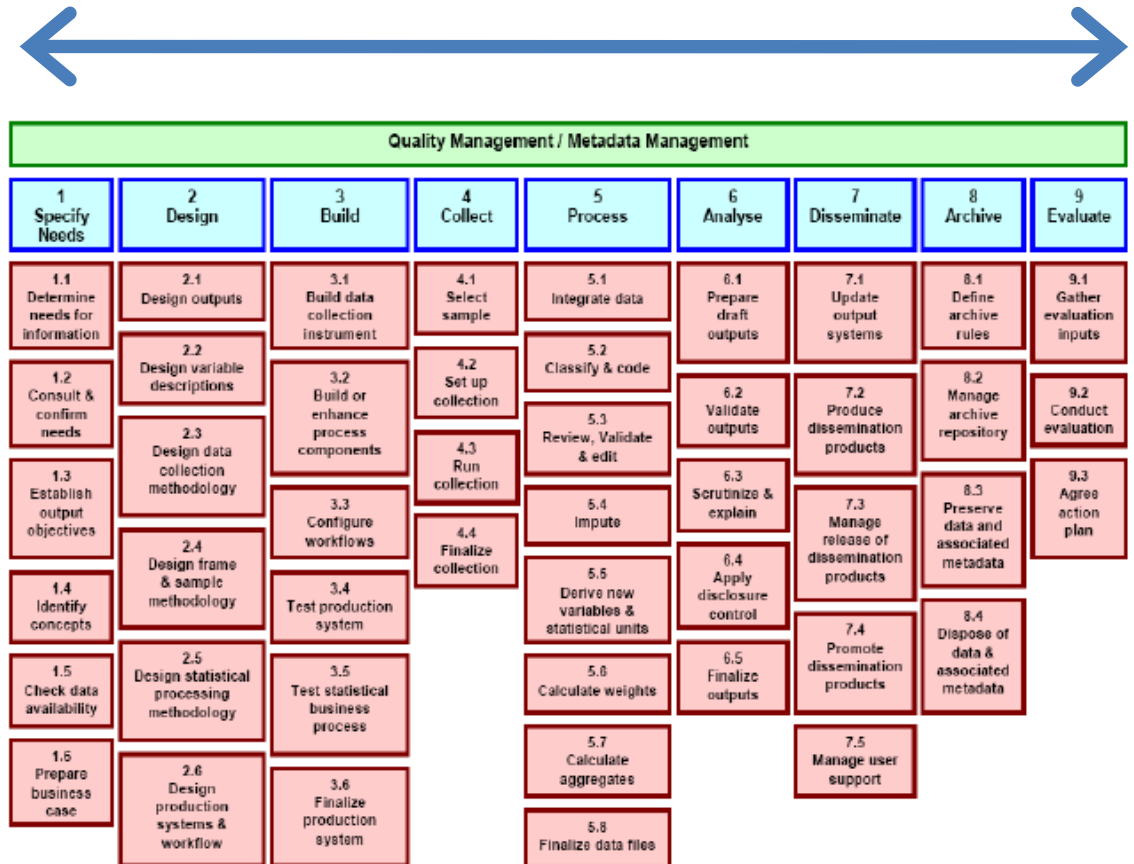 Quality Management / Metadata Management
1
Specify
Needs
2
Design
3
Build
4
Collect
5
Process
6
Analyse
7
Disseminate
8
Archive
9
Evaluate
1.1
Determine
needs for
information
1.2
Consult &
confirm
needs
1.3
Establish
output
objectives
1.4
Identify
concepts
1.5
Check data
availability
1.6
Prepare
business
case
2.1
Design outputs
2.2
Design variable
descriptions
2.3
Design data
collection
methodology
2.4
Design frame
& sample
methodology
2.5
Design statistical
processing
methodology
2.6
Design
production
systems &
workflow
3.1
Build data
collection
instrument
3.2
Build or
enhance
process
components
3.3
Configure
workflows
3.4
Test production
system
3.5
Test statistical
business
process
3.6
Finalize
production
system
4.1
Select
sample
4.2
Set up
collection
4.3
Run
collection
4.4
Finalize
collection
5.1
Integrate data
5.2
Classify & code
5.3
Review, Validate
& edit
5.4
Impute
5.5
Derive new
variables &
statistical units
5.6
Calculate weights
5.7
Calculate
aggregates
5.8
Finalize data files
6.1
Prepare
draft
outputs
6.2
Validate
outputs
6.3
Scrutinize &
explain
6.4
Apply
disclosure
control
6.5
Finalize
outputs
7.1
Update
output
systems
7.2
Produce
dissemination
products
7.3
Manage
release of
dissemination
products
7.4
Promote
dissemination
products
7.5
Manage user
support
8.1
Define
archive
rules
8.2
Manage
archive
repository
8.3
Preserve
data and
associated
metadata
8.4
Dispose of
data &
associated
metadata
9.1
Gather
evaluation
inputs
9.2
Conduct
evaluation
9.3
Agree
action
plan